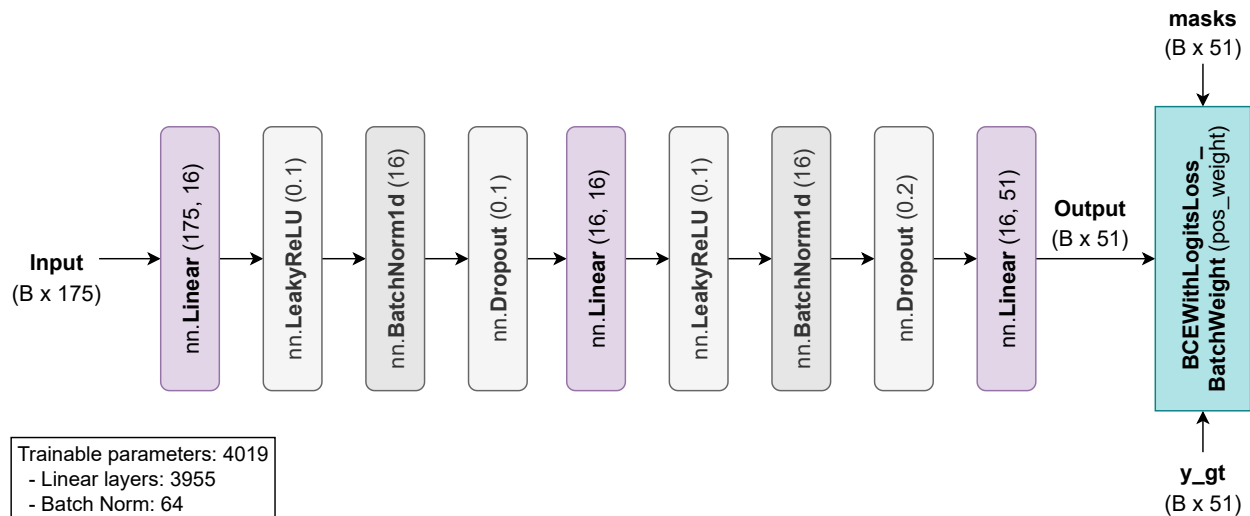 masks
(B x 51)
Input
(B x 175)
nn.Linear (175, 16)
nn.LeakyReLU (0.1)
nn.BatchNorm1d (16)
nn.Dropout (0.1)
nn.Linear (16, 16)
nn.LeakyReLU (0.1)
nn.BatchNorm1d (16)
nn.Dropout (0.2)
nn.Linear (16, 51)
Output
(B x 51)
BCEWithLogitsLoss_
BatchWeight (pos_weight)
y_gt
(B x 51)
Trainable parameters: 4019
- Linear layers: 3955
- Batch Norm: 64